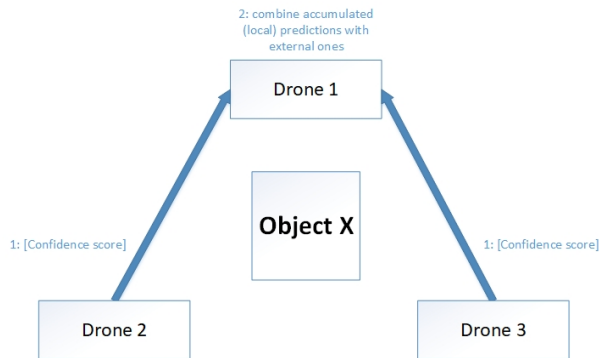 2: combine accumulated
(local) predictions with
external ones
Drone 1
Object X
1: [Confidence score]
1: [Confidence score]
Drone 2
Drone 3